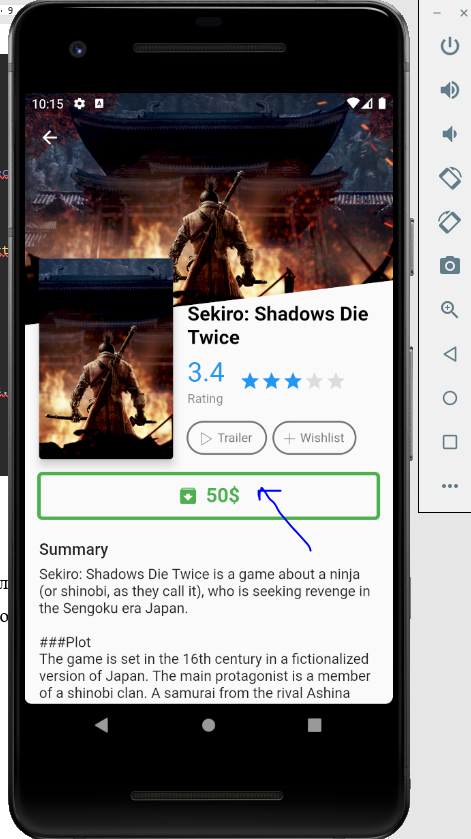 10:15
Sekiro: Shadows Die
Twice
3.4
Rating
Trailer
Wishlist
50$
Summary
Sekiro: Shadows Die Twice is a game about a ninja
(or shinobi, as they call it), who is seeking revenge in
the Sengoku era Japan.
###Plot
The game is set in the 16th century in a fictionalized
version of Japan. The main protagonist is a member
of a shinobi clan. A samurai from the rival Ashina